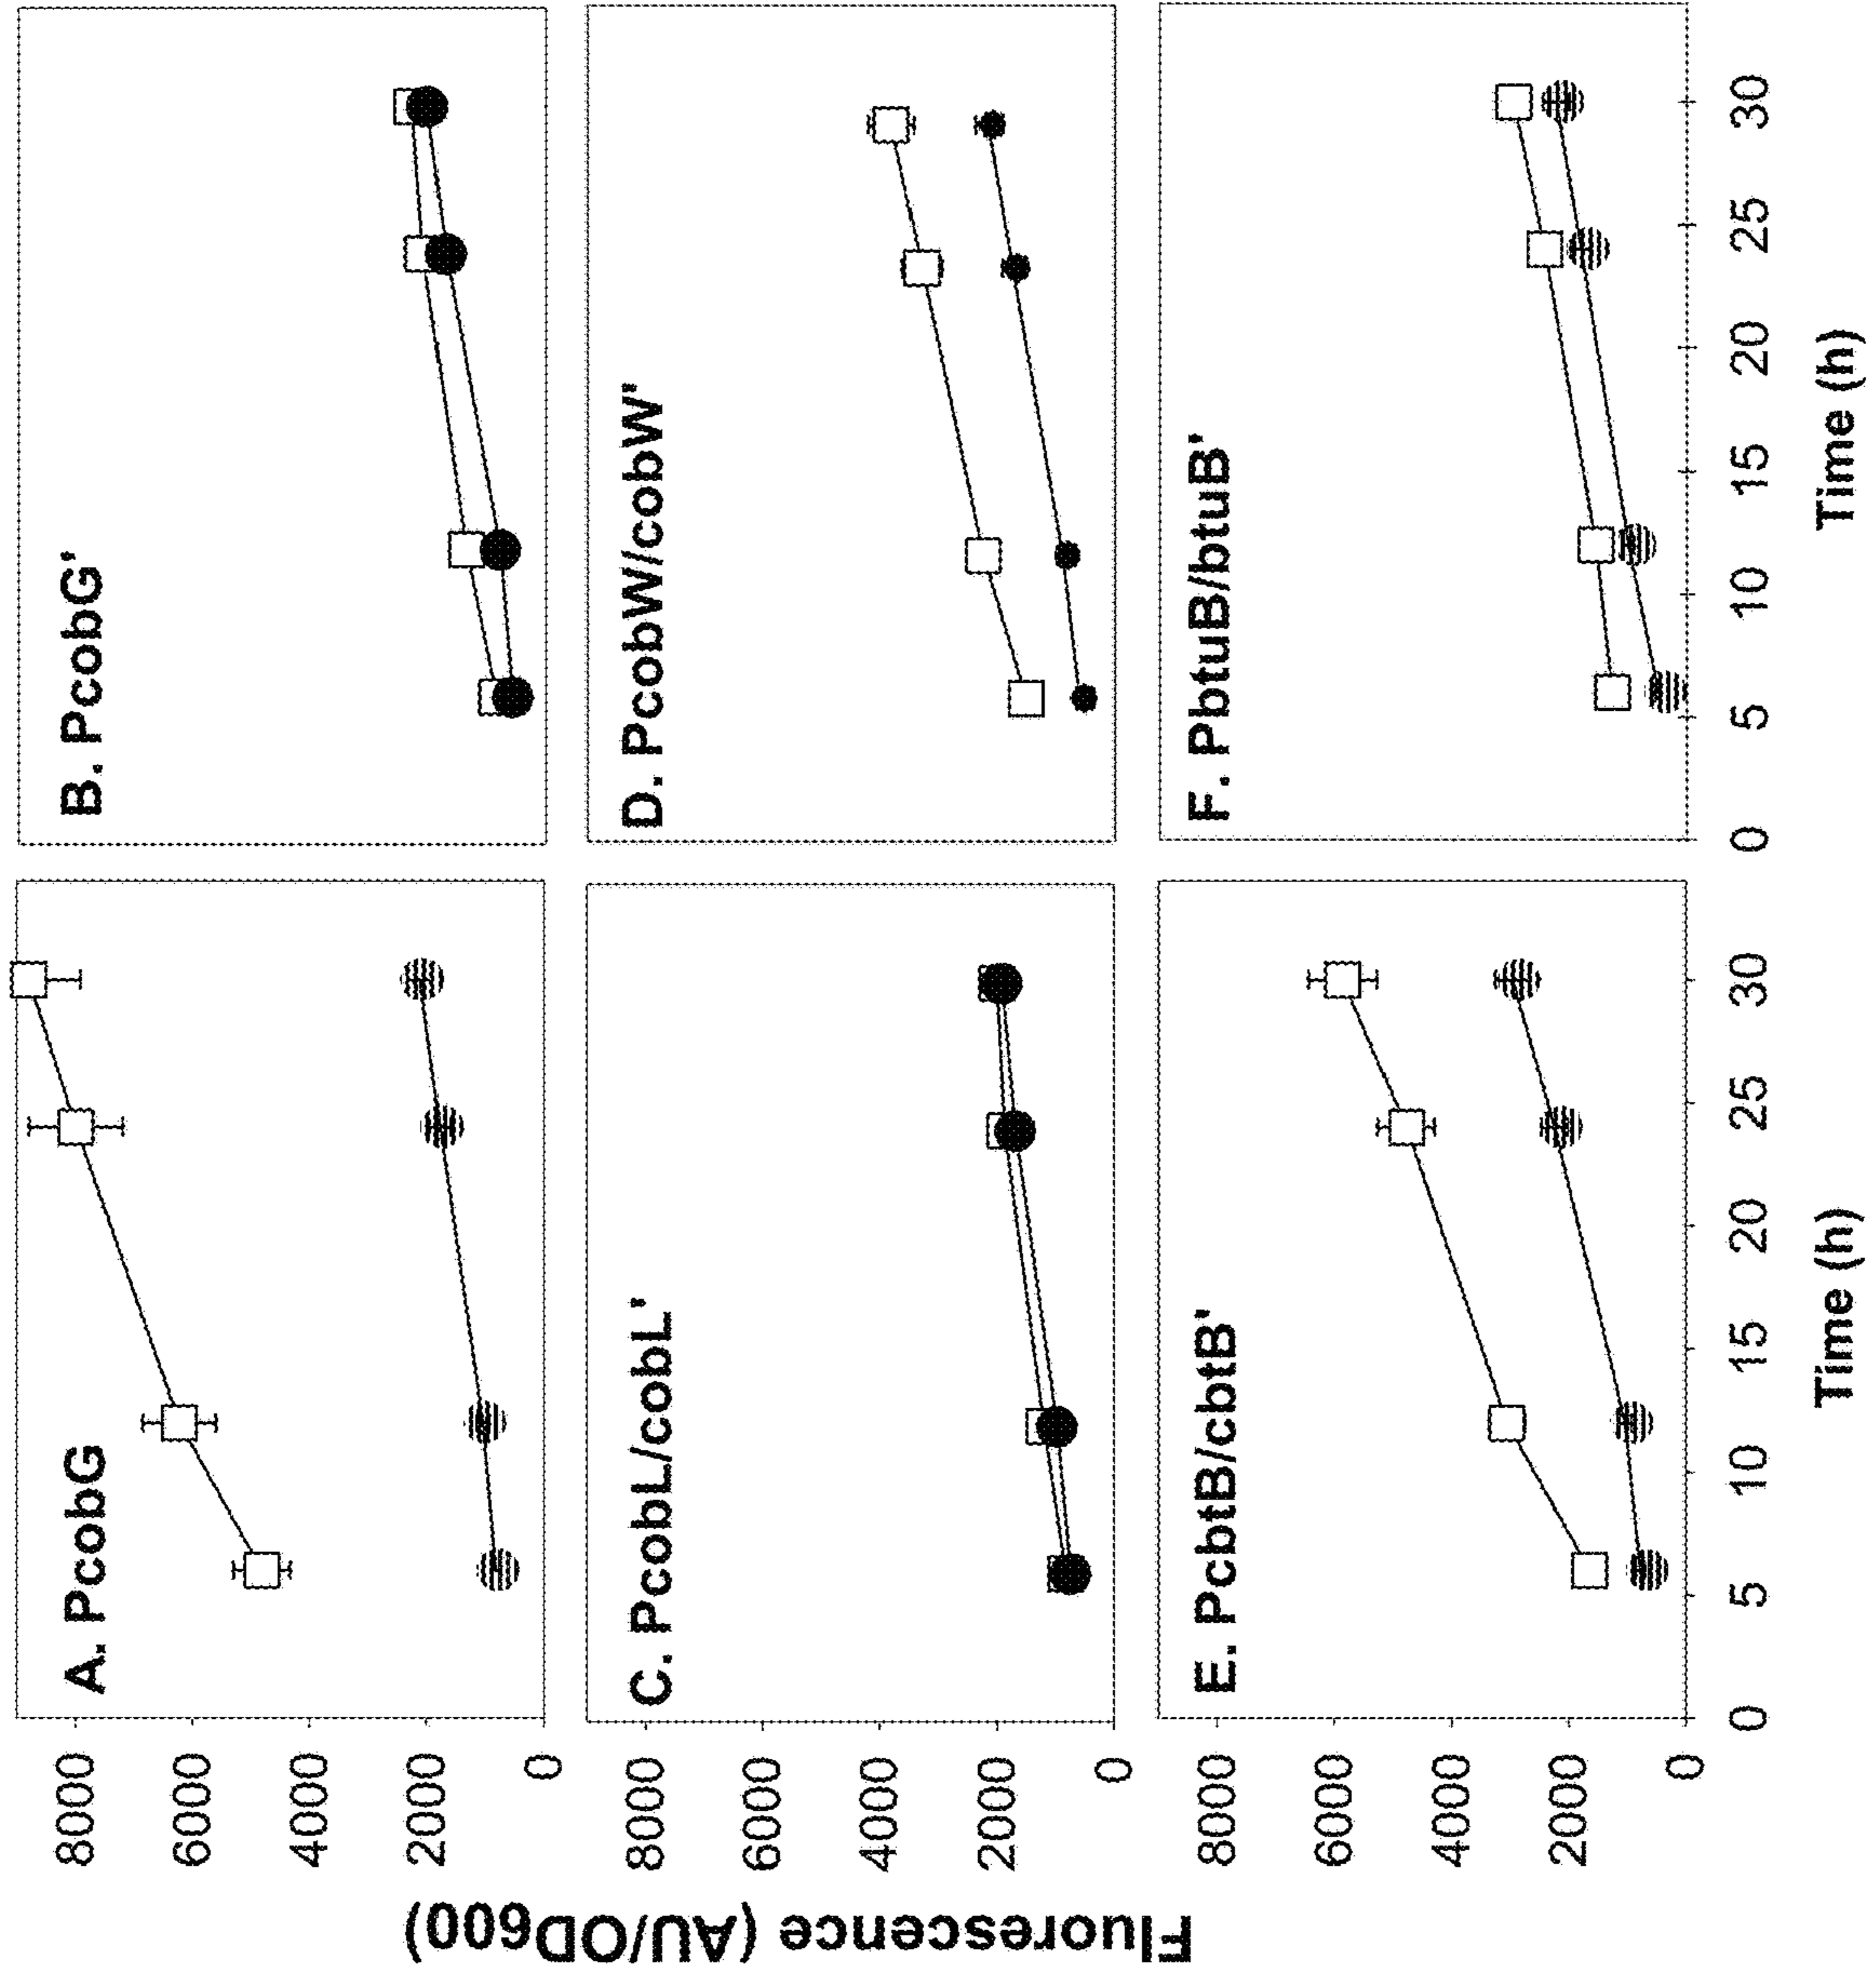 Fluorescence (AU/OD600)
A. PcobG
8000
6000
4000
2000
0
B. PcobG'
C. PcobL/cobL'
8000
6000
4000
2000
0
D. PcobW/cobW'
E. PcbtB/cbtB'
8000
6000
4000
2000
0
0 5 10 15 20 25 30
Time (h)
F. PbtuB/btuB'
0 5 10 15 20 25 30
Time (h)